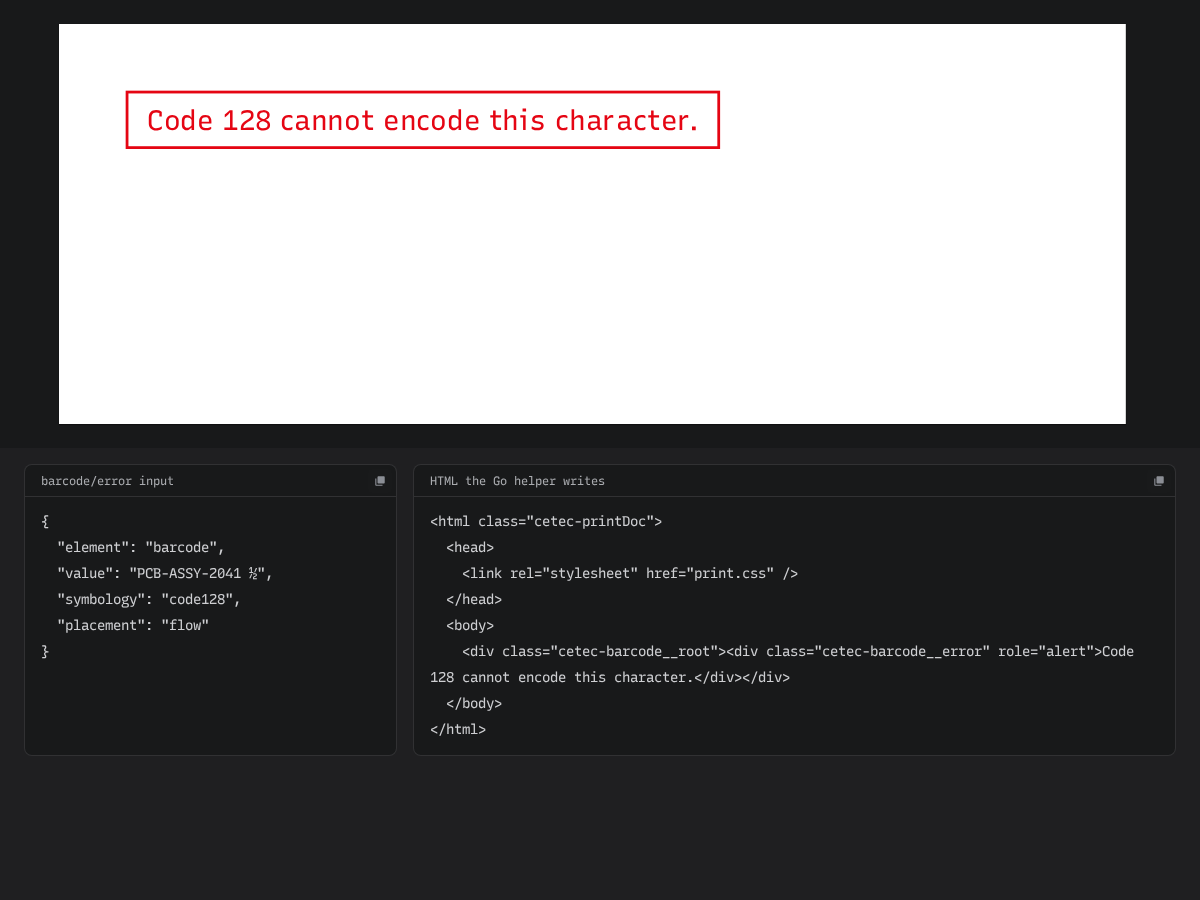 Code 128 cannot encode this character.
barcode/error input
{
  "element": "barcode",
  "value": "PCB-ASSY-2041 ½",
  "symbology": "code128",
  "placement": "flow"
}
HTML the Go helper writes
<html class="cetec-printDoc">
  <head>
    <link rel="stylesheet" href="print.css" />
  </head>
  <body>
    <div class="cetec-barcode__root"><div class="cetec-barcode__error" role="alert">Code
128 cannot encode this character.</div></div>
  </body>
</html>